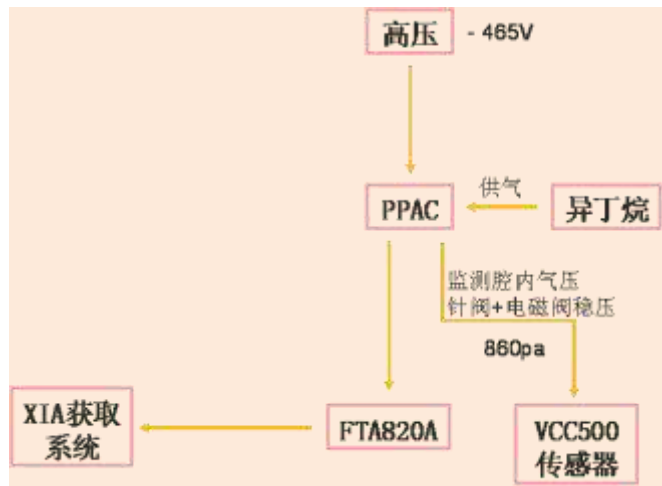 高压 - 465V
供气
PPAC
异丁烷
监测腔内气压
针阀+电磁阀稳压
860pa
XIA获取
系统
FTA820A
VCC500
传感器